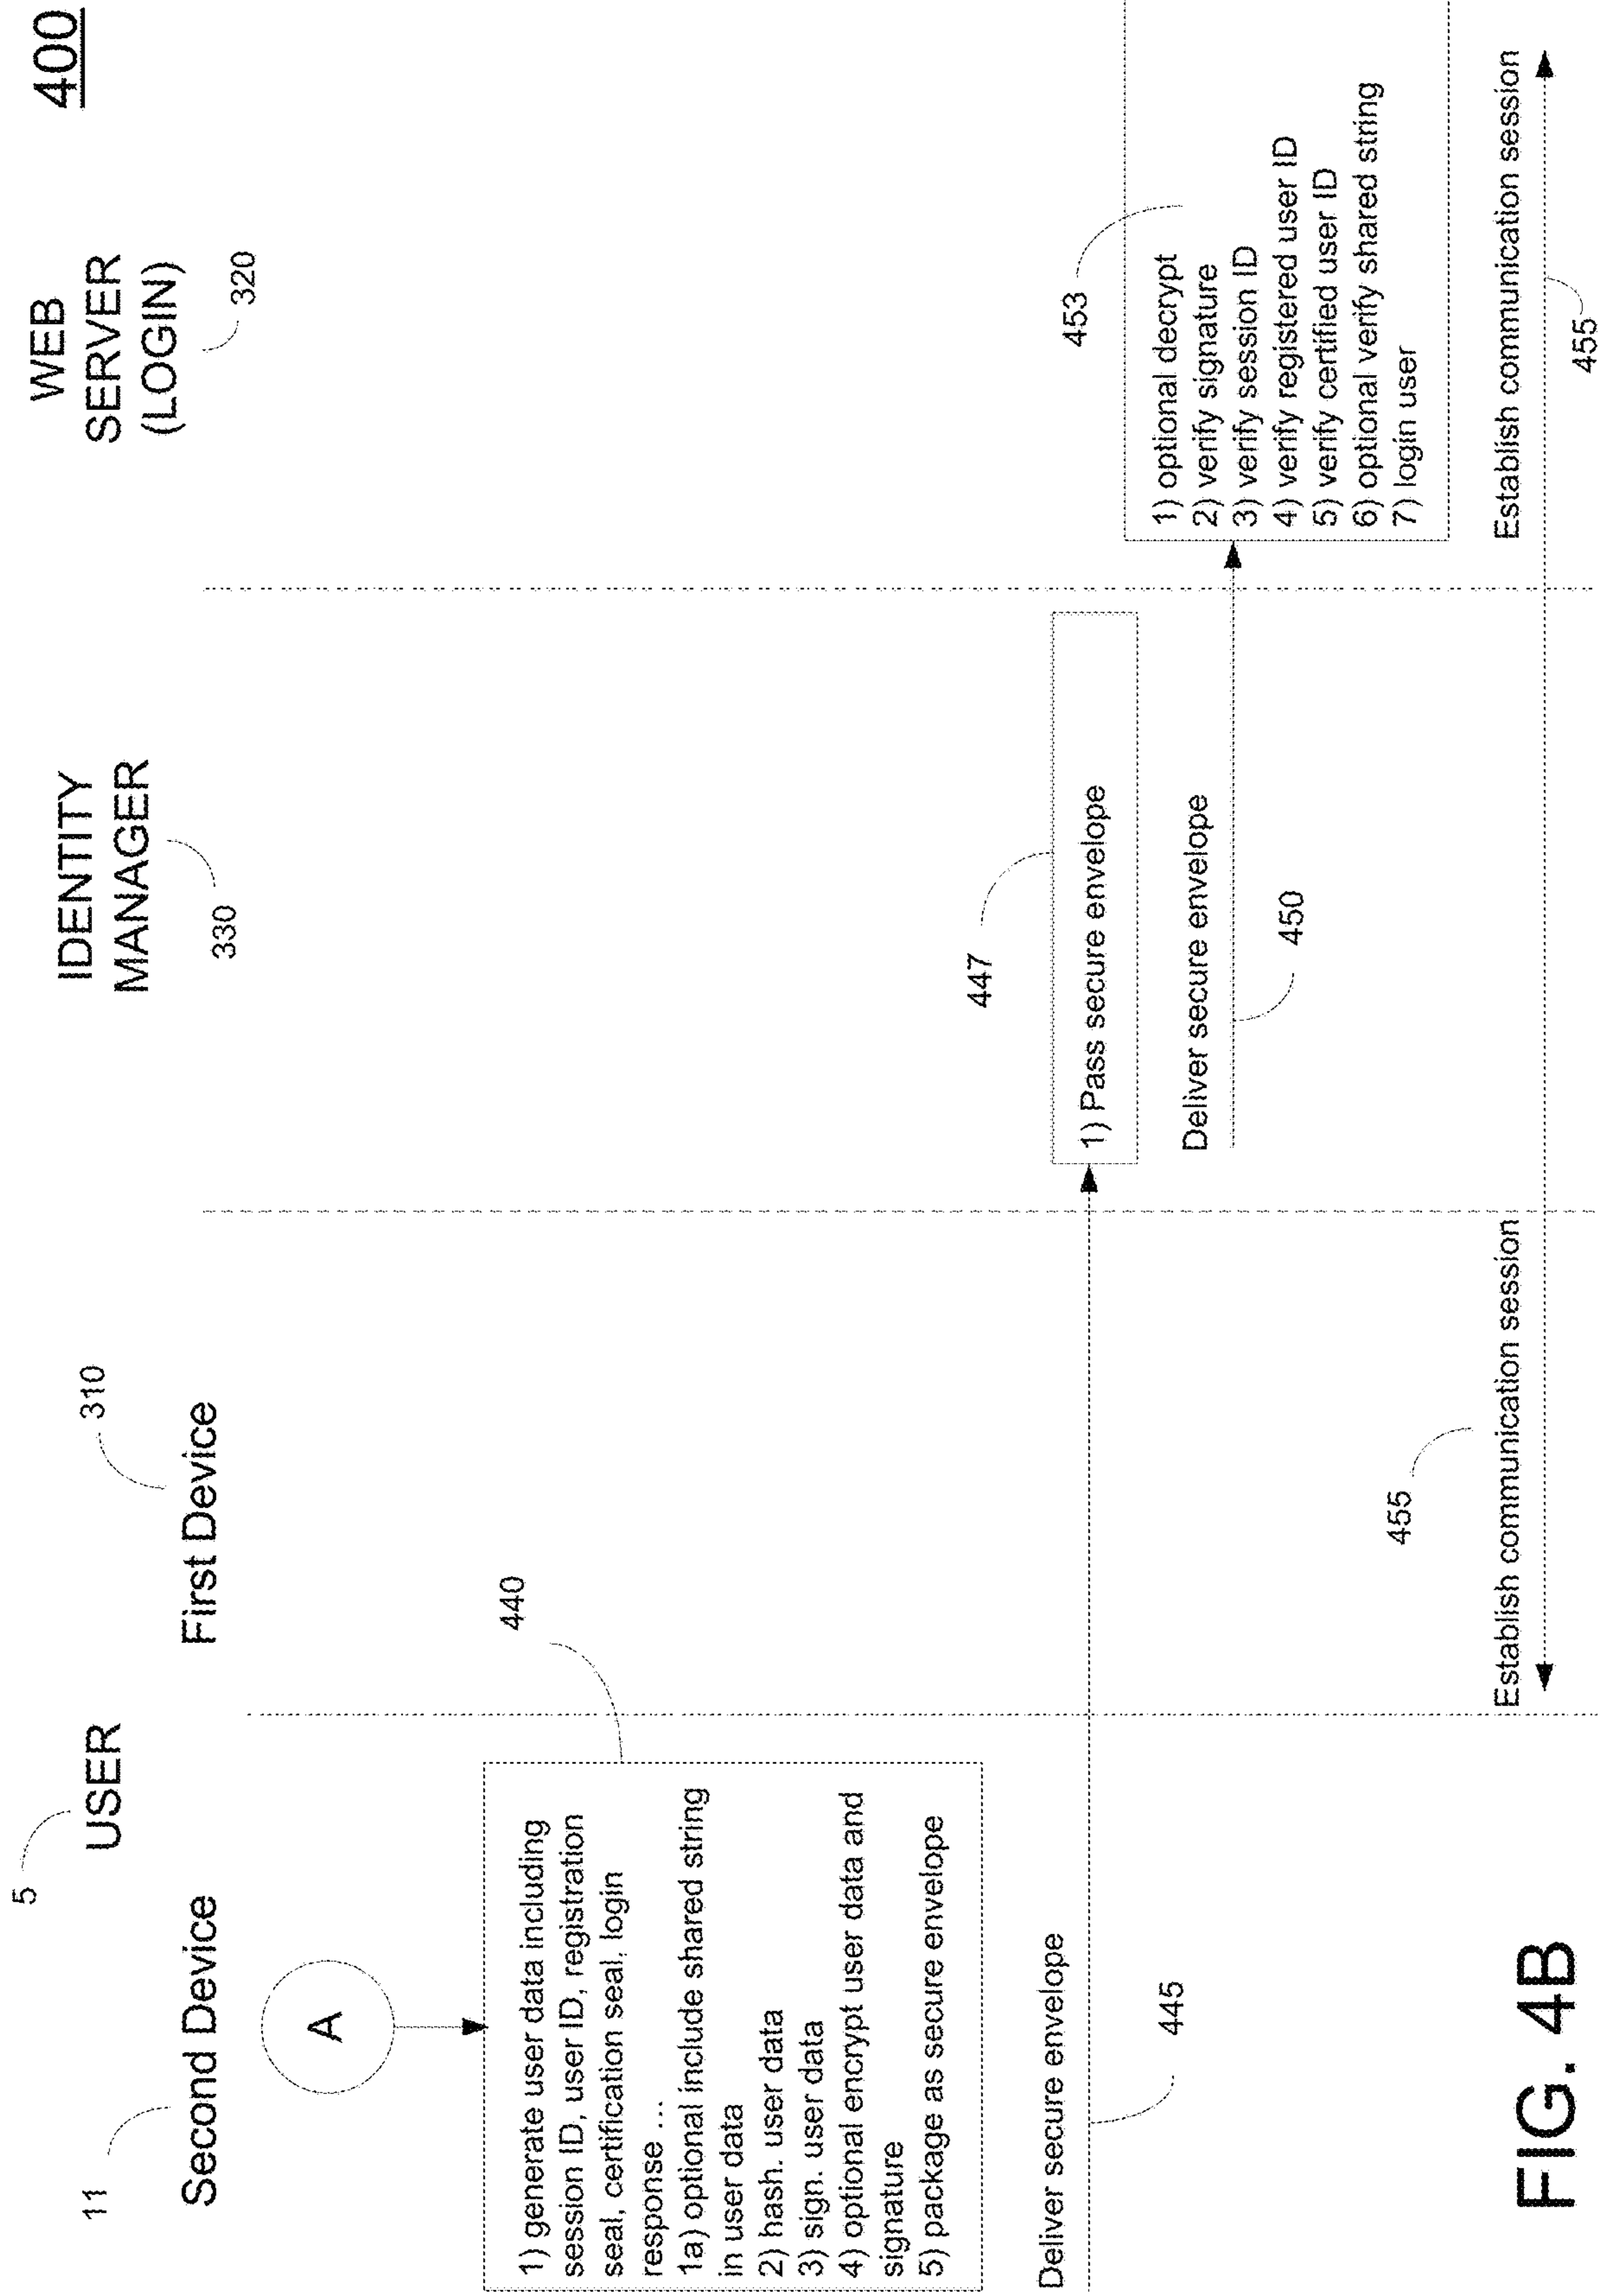 400
5
USER
11
Second Device
310
First Device
IDENTITY
MANAGER
330
WEB
SERVER
(LOGIN)
320
A
440
1) generate user data including
session ID, user ID, registration
seal, certification seal, login
response ...
1a) optional include shared string
in user data
2) hash. user data
3) sign. user data
4) optional encrypt user data and
signature
5) package as secure envelope
Deliver secure envelope
445
447
1) Pass secure envelope
Deliver secure envelope
450
453
1) optional decrypt
2) verify signature
3) verify session ID
4) verify registered user ID
5) verify certified user ID
6) optional verify shared string
7) login user
455
Establish communication session
Establish communication session
455
FIG. 4B